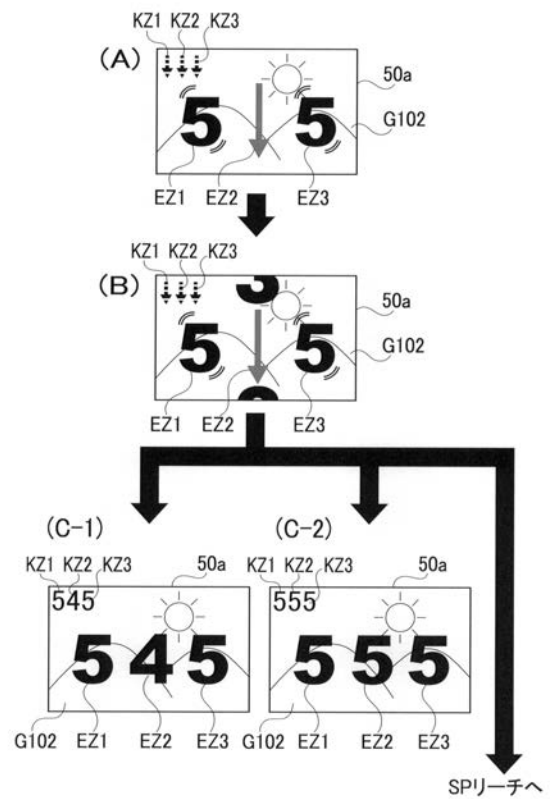 KZ1 KZ2 KZ3
(A)
50a
5 5
G102
EZ1 EZ2 EZ3
KZ1 KZ2 KZ3
(B)
3
50a
5 5
G102
EZ1 EZ2 EZ3
(C-1) (C-2)
KZ1 KZ2 KZ3 50a KZ1 KZ2 KZ3 50a
545 555
5 4 5 5 5 5
G102 EZ1 EZ2 EZ3 G102 EZ1 EZ2 EZ3
SPリーチへ